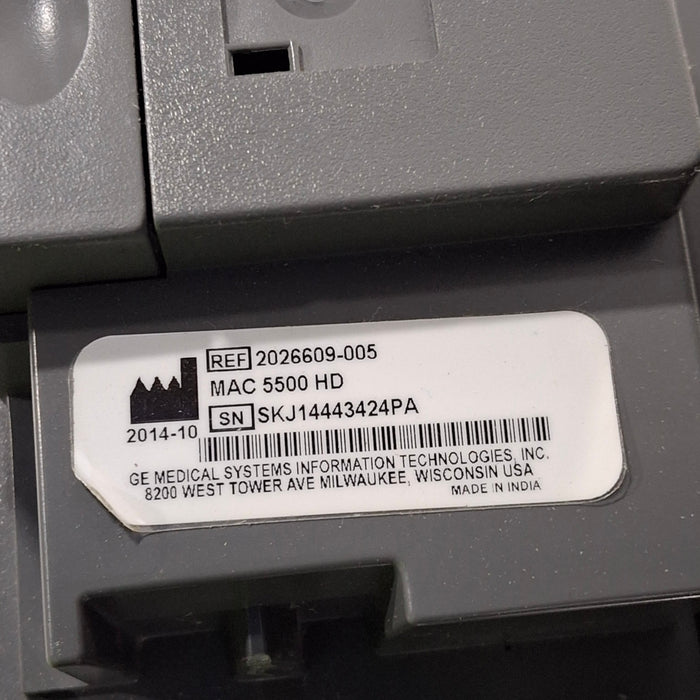 REF 2026609-005
MAC 5500 HD
SN SKJ14443424PA
2014-10
GE MEDICAL SYSTEMS INFORMATION TECHNOLOGIES, INC.
8200 WEST TOWER AVE MILWAUKEE, WISCONSIN USA
MADE IN INDIA